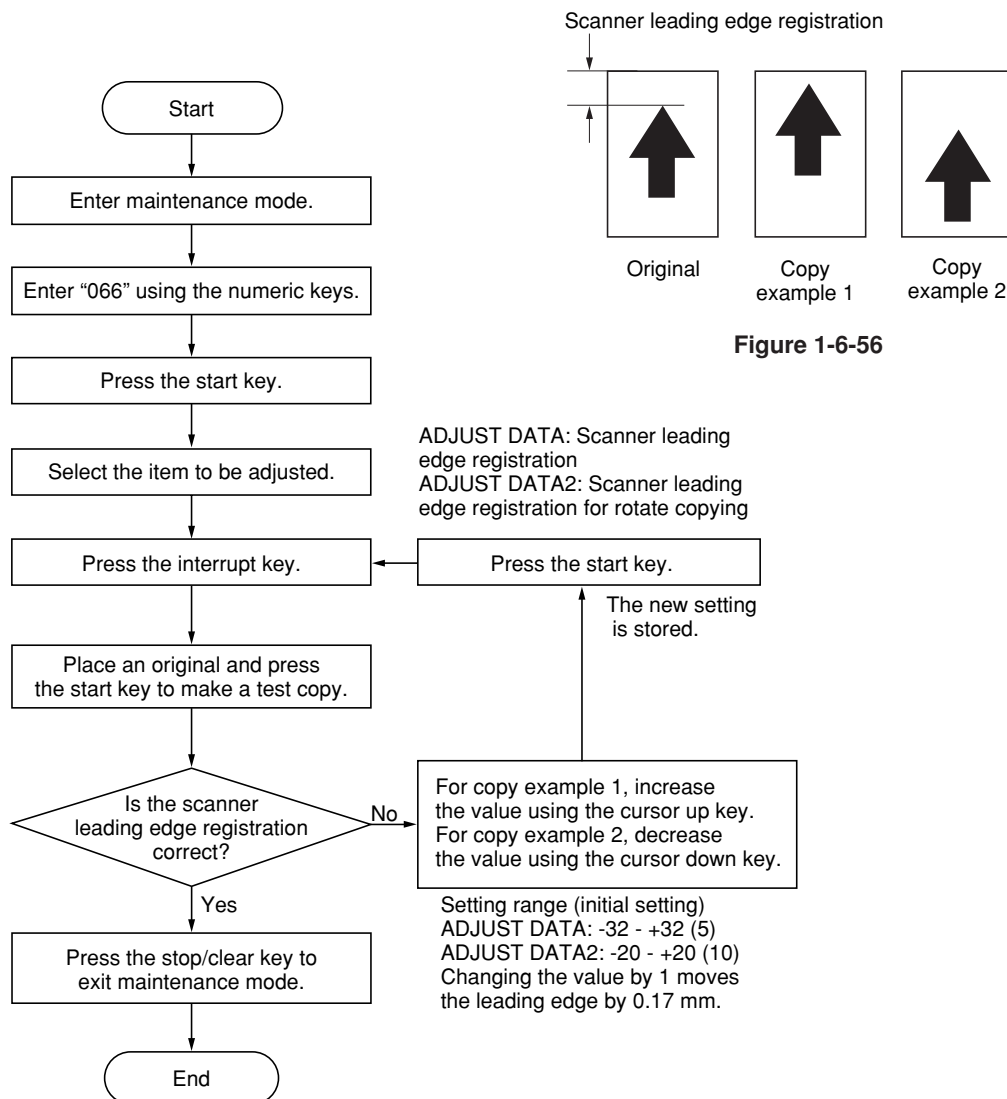 Scanner leading edge registration
Original
Copy
example 1
Copy
example 2
Figure 1-6-56
Start
Enter maintenance mode.
Enter “066” using the numeric keys.
Press the start key.
Select the item to be adjusted.
ADJUST DATA: Scanner leading
edge registration
ADJUST DATA2: Scanner leading
edge registration for rotate copying
Press the interrupt key.
Press the start key.
The new setting
is stored.
Place an original and press
the start key to make a test copy.
Is the scanner
leading edge registration
correct?
No
For copy example 1, increase
the value using the cursor up key.
For copy example 2, decrease
the value using the cursor down key.
Yes
Setting range (initial setting)
ADJUST DATA: -32 - +32 (5)
ADJUST DATA2: -20 - +20 (10)
Changing the value by 1 moves
the leading edge by 0.17 mm.
Press the stop/clear key to
exit maintenance mode.
End